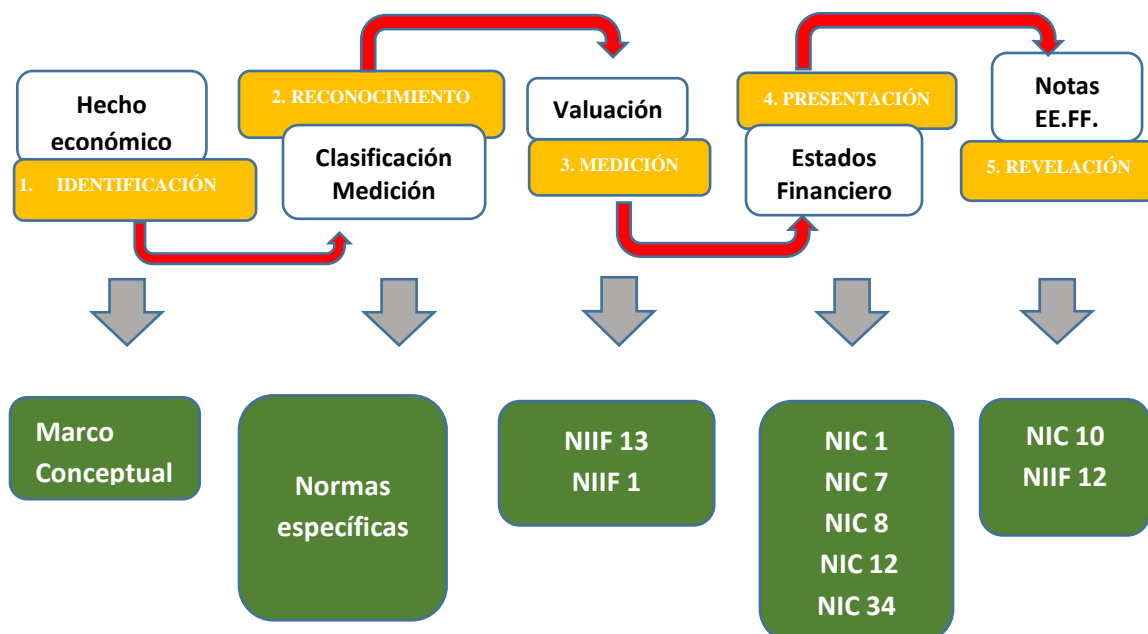 Hecho
económico
1. IDENTIFICACIÓN
2. RECONOCIMIENTO
Clasificación
Medición
Valuación
3. MEDICIÓN
4. PRESENTACIÓN
Estados
Financiero
Notas
EE.FF.
5. REVELACIÓN
Marco
Conceptual
Normas
específicas
NIIF 13
NIIF 1
NIC 1
NIC 7
NIC 8
NIC 12
NIC 34
NIC 10
NIIF 12